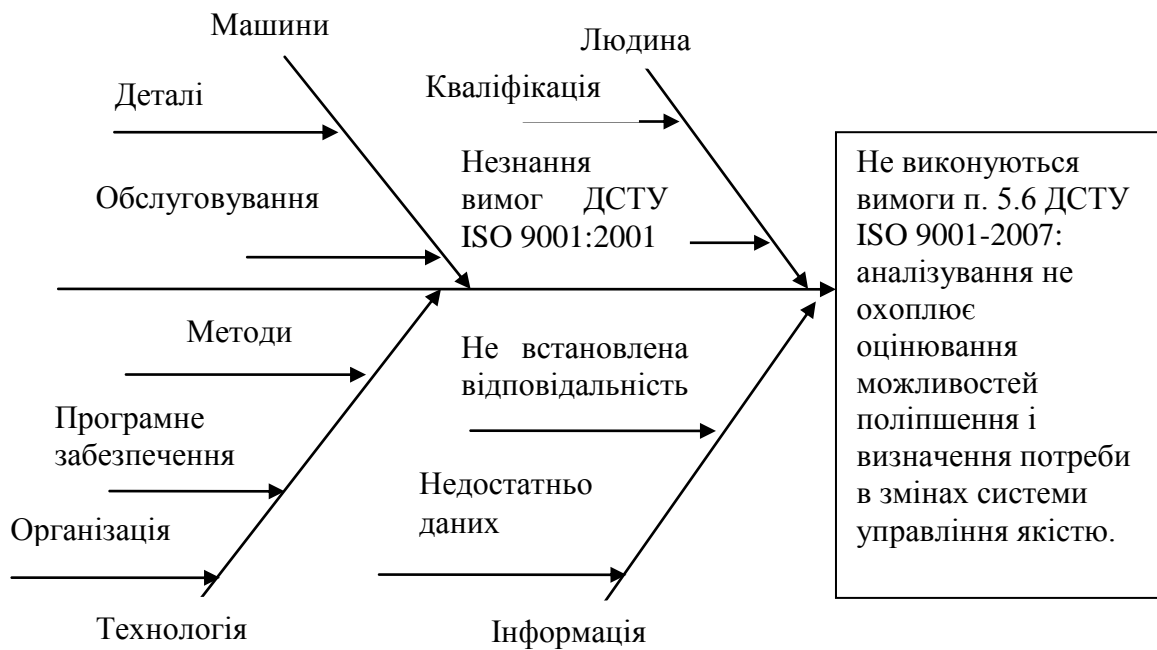 Машини
Людина
Деталі
Кваліфікація
Обслуговування
Незнання
вимог ДСТУ
ISO 9001:2001
Не виконуються
вимоги п. 5.6 ДСТУ
ISO 9001-2007:
аналізування не
охоплює
оцінювання
можливостей
поліпшення і
визначення потреби
в змінах системи
управління якістю.
Методи
Не встановлена
відповідальність
Програмне
забезпечення
Недостатньо
даних
Організація
Технологія
Інформація